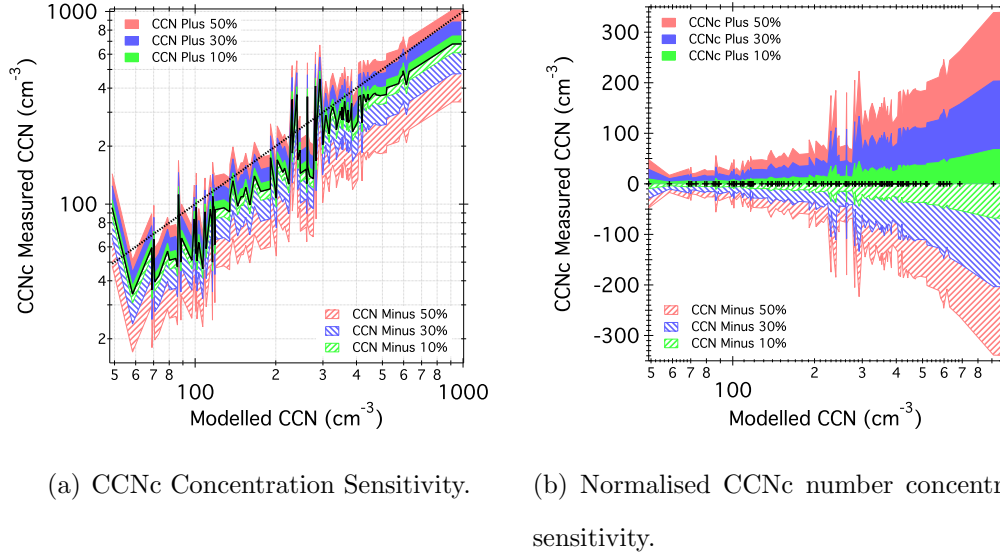 1000
8
6
4
2
100
8
6
4
2
CCNc Measured CCN (cm-3)
CCN Plus 50%
CCN Plus 30%
CCN Plus 10%
CCN Minus 50%
CCN Minus 30%
CCN Minus 10%
5 6 7 8 100 2 3 4 5 6 7 8 1000
Modelled CCN (cm-3)
(a) CCNc Concentration Sensitivity.
300
200
100
0
-100
-200
-300
CCNc Measured CCN (cm-3)
CCNc Plus 50%
CCNc Plus 30%
CCNc Plus 10%
CCN Minus 50%
CCN Minus 30%
CCN Minus 10%
5 6 7 8 100 2 3 4 5 6 7 8
Modelled CCN (cm-3)
(b) Normalised CCNc number concentr
sensitivity.